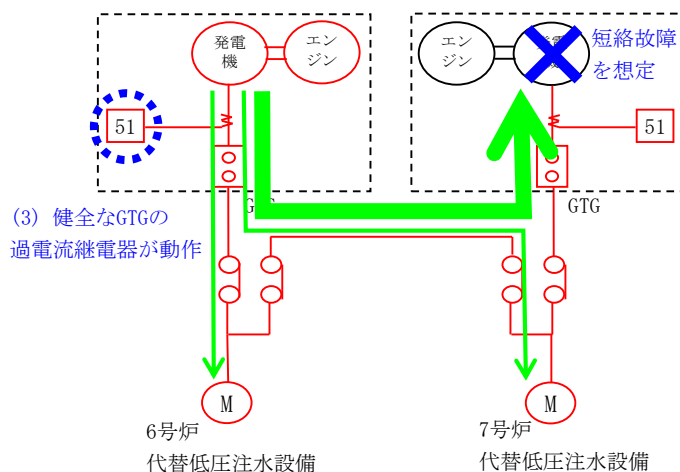 発電
機
エン
ジン
エン
ジン
短絡故障
を想定
51
51
GTG
(3) 健全なGTGの
過電流継電器が動作
M
M
6号炉
代替低圧注水設備
7号炉
代替低圧注水設備